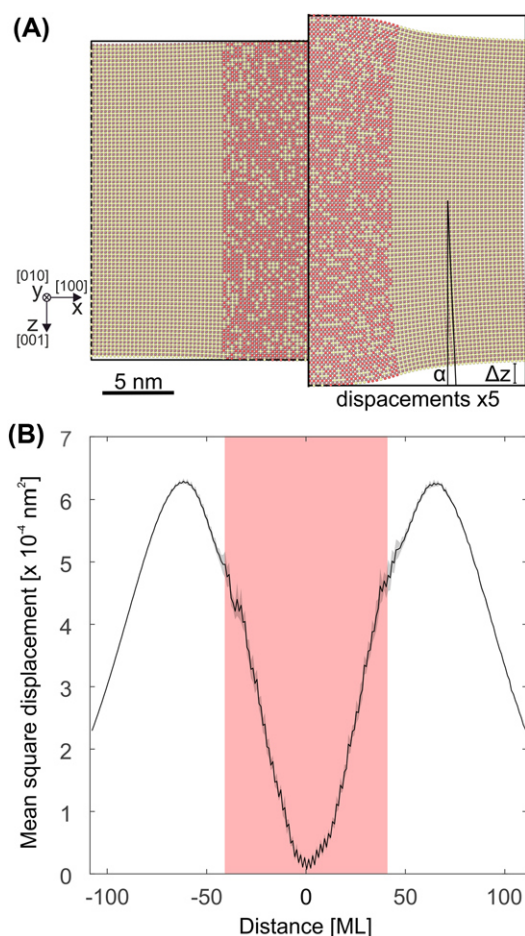 (A)
[010]
[100]
y
x
z
[001]
5 nm
α
Δz
dispacements x5
(B)
7
6
5
4
3
2
1
0
Mean square displacement [x 10⁻⁴ nm²]
-100
-50
0
50
100
Distance [ML]